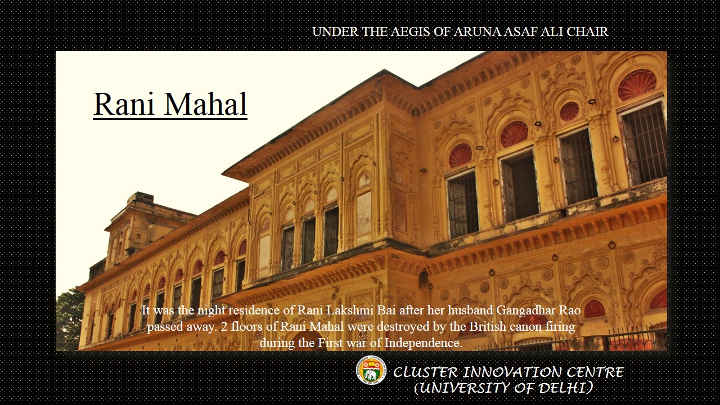 UNDER THE AEGIS OF ARUNA ASAF ALI CHAIR
Rani Mahal
It was the night residence of Rani Lakshmi Bai after her husband Gangadhar Rao
passed away. 2 floors of Rani Mahal were destroyed by the British canon firing
during the First war of Independence.
CLUSTER INNOVATION CENTRE
(UNIVERSITY OF DELHI)